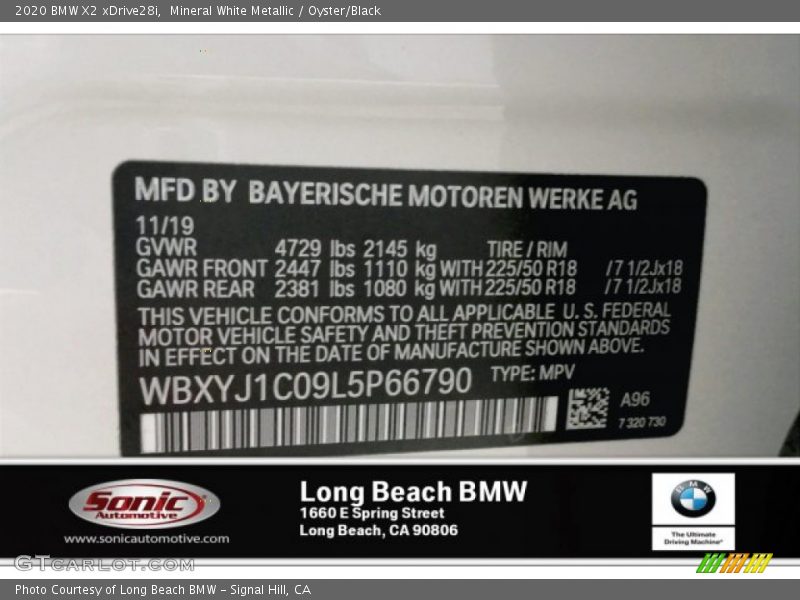 2020 BMW X2 xDrive28i,  Mineral White Metallic / Oyster/Black
MFD BY BAYERISCHE MOTOREN WERKE AG
11/19
GVWR 4729 lbs 2145 kg TIRE / RIM
GAWR FRONT 2447 lbs 1110 kg WITH 225/50 R18 /7 1/2Jx18
GAWR REAR 2381 lbs 1080 kg WITH 225/50 R18 /7 1/2Jx18
THIS VEHICLE CONFORMS TO ALL APPLICABLE U. S. FEDERAL
MOTOR VEHICLE SAFETY AND THEFT PREVENTION STANDARDS
IN EFFECT ON THE DATE OF MANUFACTURE SHOWN ABOVE.
WBXYJ1C09L5P66790 TYPE: MPV
A96
7 320 730
Sonic
Automotive
www.sonicautomotive.com
Long Beach BMW
1660 E Spring Street
Long Beach, CA 90806
BMW
The Ultimate
Driving Machine®
GTCarLot.com
Photo Courtesy of Long Beach BMW - Signal Hill, CA